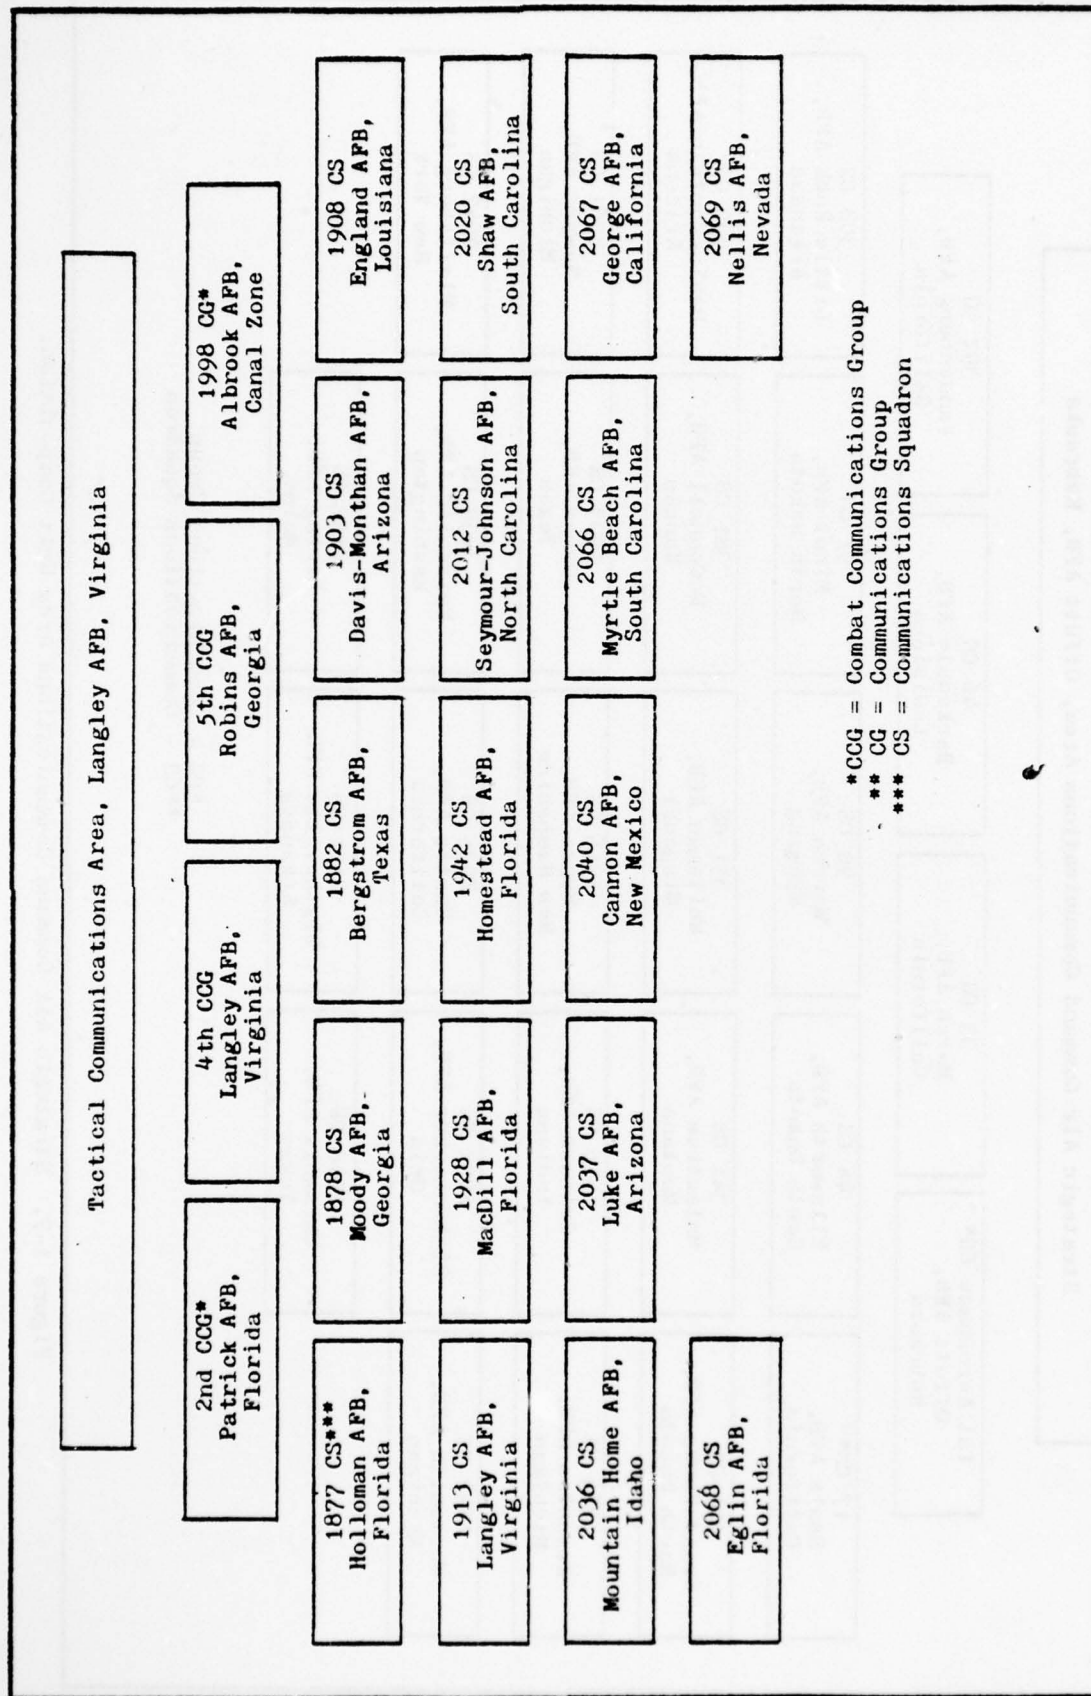 Tactical Communications Area, Langley AFB, Virginia
2nd CCG*
Patrick AFB,
Florida
4th CCG
Langley AFB,
Virginia
5th CCG
Robins AFB,
Georgia
1998 CG*
Albrook AFB,
Canal Zone
1877 CS***
Holloman AFB,
Florida
1878 CS
Moody AFB,
Georgia
1882 CS
Bergstrom AFB,
Texas
1903 CS
Davis-Monthan AFB,
Arizona
1908 CS
England AFB,
Louisiana
1913 CS
Langley AFB,
Virginia
1928 CS
MacDill AFB,
Florida
1942 CS
Homestead AFB,
Florida
2012 CS
Seymour-Johnson AFB,
North Carolina
2020 CS
Shaw AFB,
South Carolina
2036 CS
Mountain Home AFB,
Idaho
2037 CS
Luke AFB,
Arizona
2040 CS
Cannon AFB,
New Mexico
2066 CS
Myrtle Beach AFB,
South Carolina
2067 CS
George AFB,
California
2068 CS
Eglin AFB,
Florida
2069 CS
Nellis AFB,
Nevada
*CCG = Combat Communications Group
** CG = Communications Group
*** CS = Communications Squadron